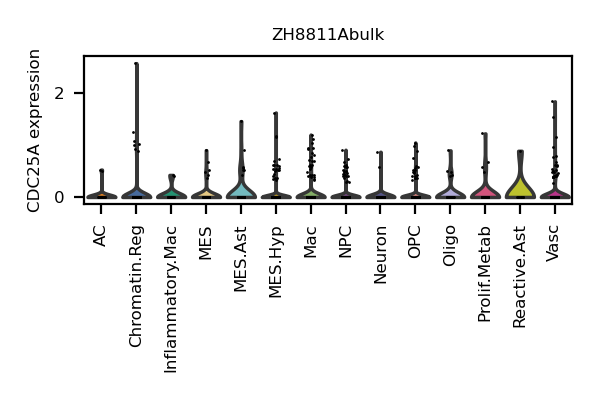 ZH8811Abulk
CDC25A expression
2
0
AC
Chromatin.Reg
Inflammatory.Mac
MES
MES.Ast
MES.Hyp
Mac
NPC
Neuron
OPC
Oligo
Prolif.Metab
Reactive.Ast
Vasc